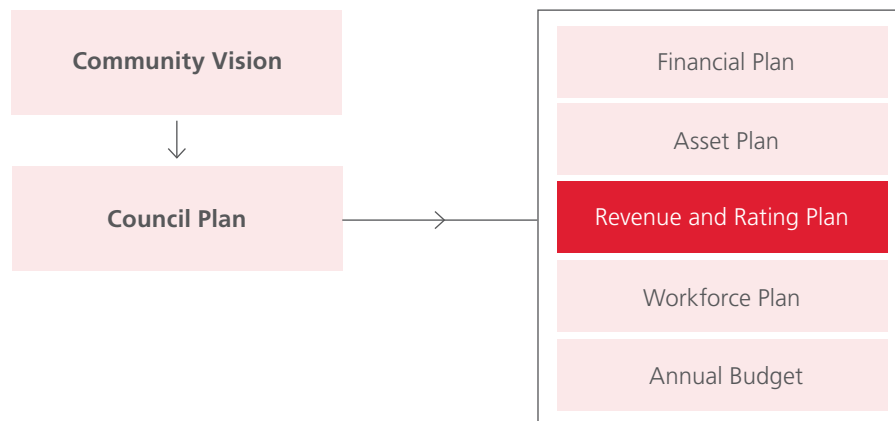 Community Vision
Council Plan
Financial Plan
Asset Plan
Revenue and Rating Plan
Workforce Plan
Annual Budget